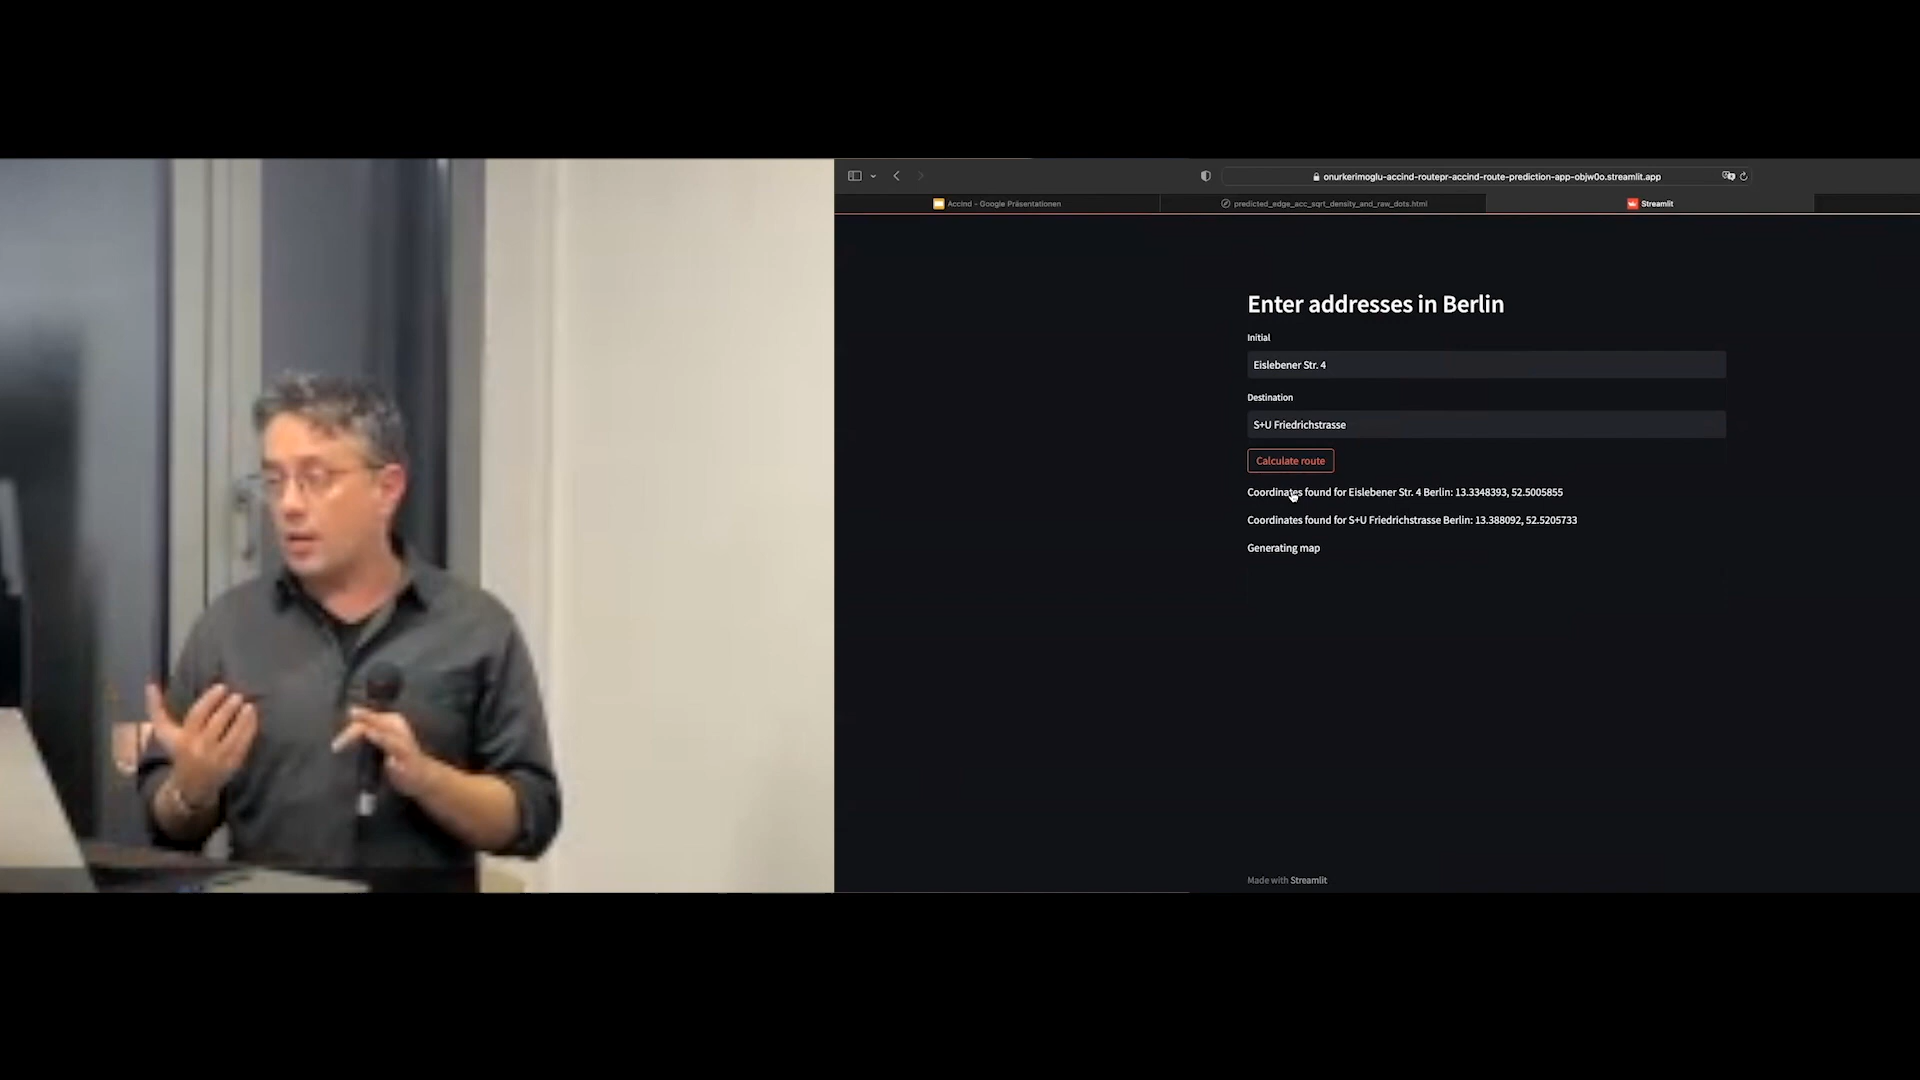 onurkerimoglu-accind-routepr-accind-route-prediction-app-objw0o.streamlit.app
Accind - Google Präsentationen
predicted_edge_acc_sqrt_density_and_raw_dots.html
Streamlit
Enter addresses in Berlin
Initial
Eislebener Str. 4
Destination
S+U Friedrichstrasse
Calculate route
Coordinates found for Eislebener Str. 4 Berlin: 13.3348393, 52.5005855
Coordinates found for S+U Friedrichstrasse Berlin: 13.388092, 52.5205733
Generating map
Made with Streamlit